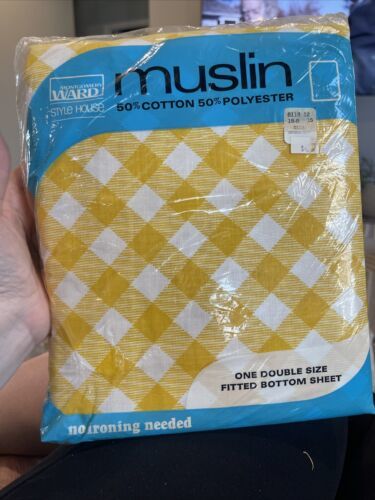 MONTGOMERY
WARD
STYLE HOUSE
muslin
50% COTTON 50% POLYESTER
ONE DOUBLE SIZE
FITTED BOTTOM SHEET
no ironing needed